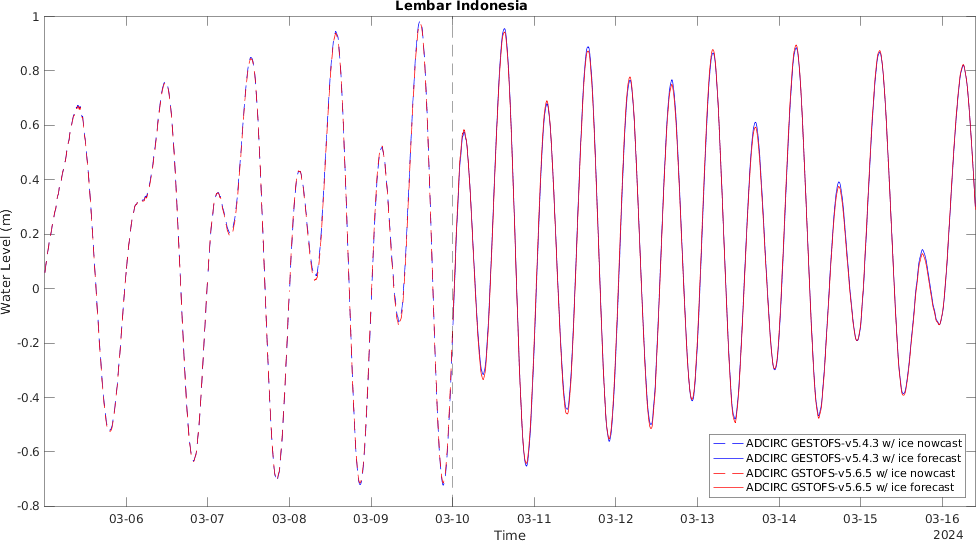 Lembar Indonesia
1
0.8
0.6
0.4
0.2
0
-0.2
-0.4
-0.6
-0.8
Water Level (m)
ADCIRC GESTOFS-v5.4.3 w/ ice nowcast
ADCIRC GESTOFS-v5.4.3 w/ ice forecast
ADCIRC GSTOFS-v5.6.5 w/ ice nowcast
ADCIRC GSTOFS-v5.6.5 w/ ice forecast
03-06 03-07 03-08 03-09 03-10 03-11 03-12 03-13 03-14 03-15 03-16
Time
2024